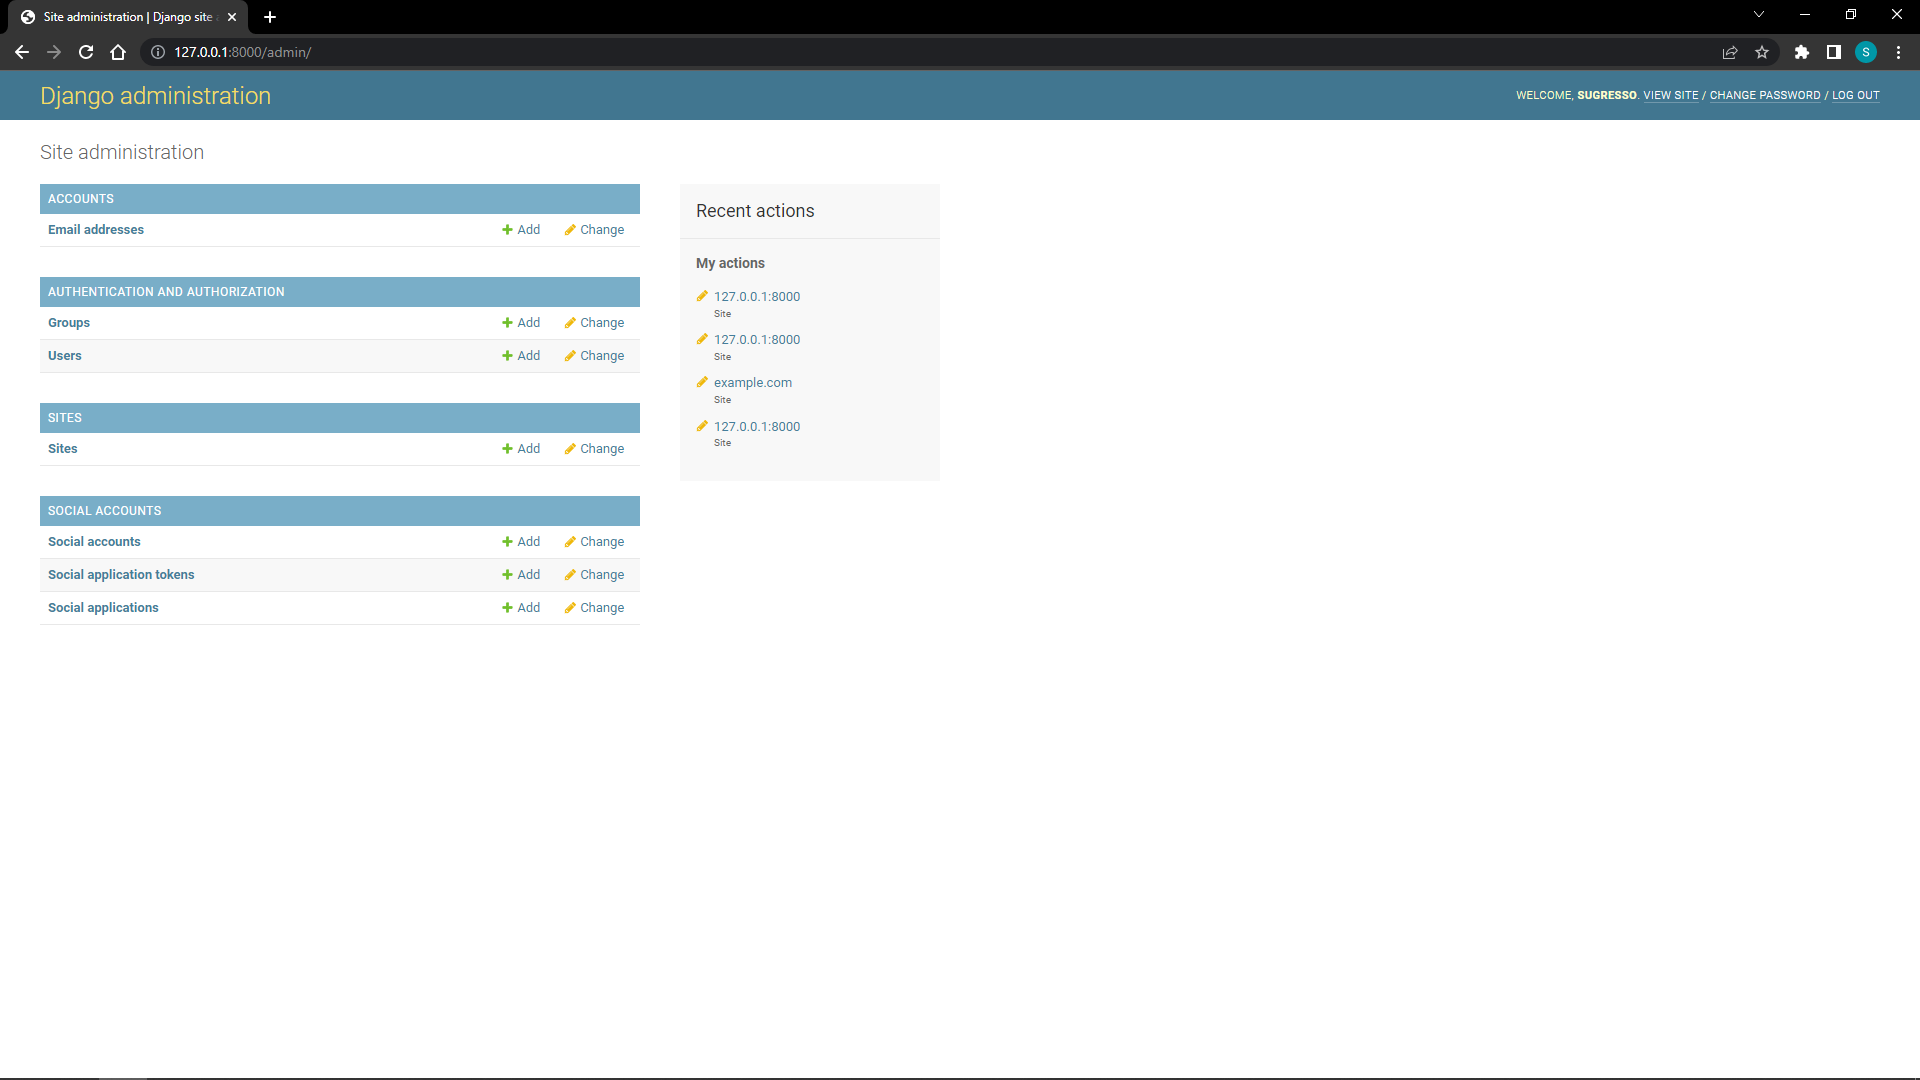 Site administration | Django site
127.0.0.1:8000/admin/
S
Django administration
WELCOME, SUGRESSO. VIEW SITE / CHANGE PASSWORD / LOG OUT
Site administration
ACCOUNTS
Email addresses Add Change
AUTHENTICATION AND AUTHORIZATION
Groups Add Change
Users Add Change
SITES
Sites Add Change
SOCIAL ACCOUNTS
Social accounts Add Change
Social application tokens Add Change
Social applications Add Change
Recent actions
My actions
127.0.0.1:8000
Site
127.0.0.1:8000
Site
example.com
Site
127.0.0.1:8000
Site